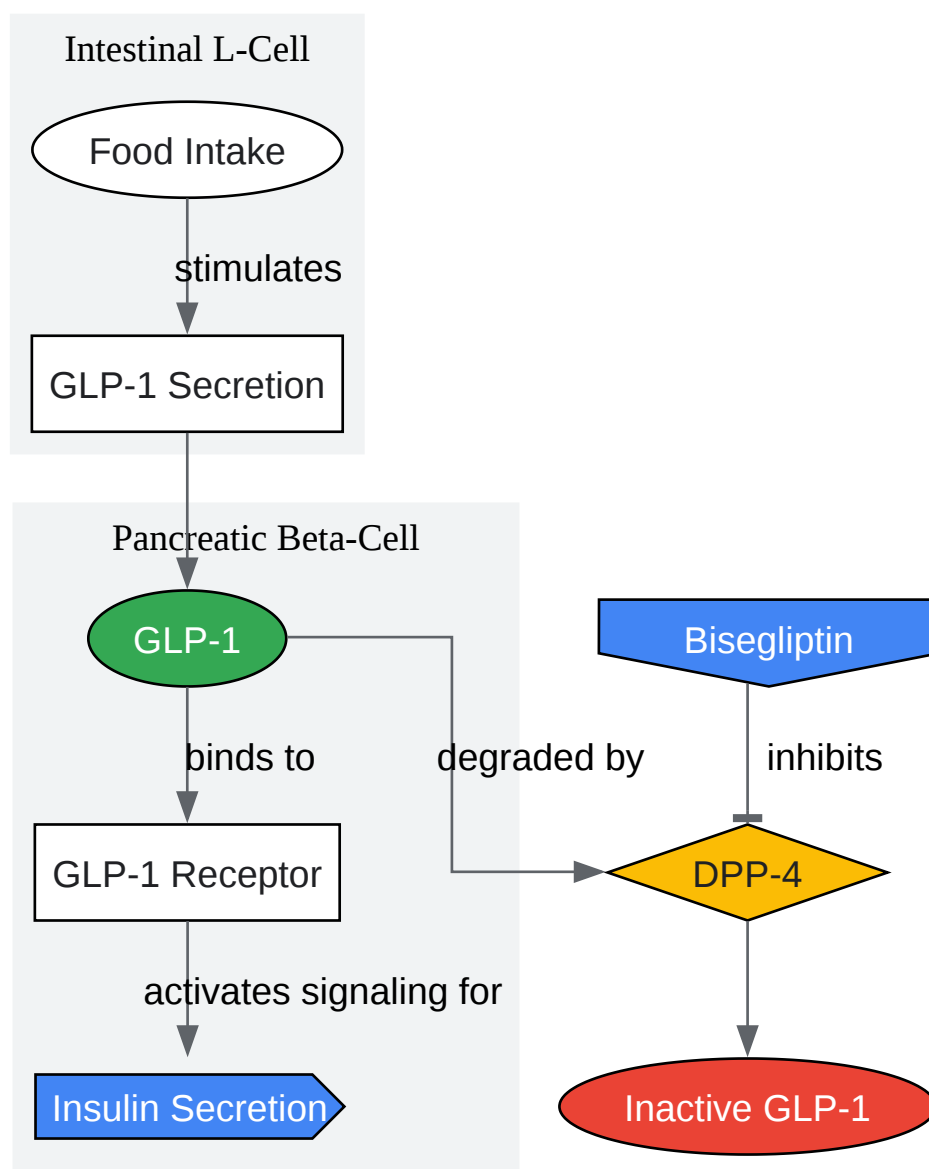 Intestinal L-Cell
Food Intake
stimulates
GLP-1 Secretion
Pancreatic Beta-Cell
GLP-1
Bisegliptin
binds to
degraded by
inhibits
GLP-1 Receptor
DPP-4
activates signaling for
Insulin Secretion
Inactive GLP-1